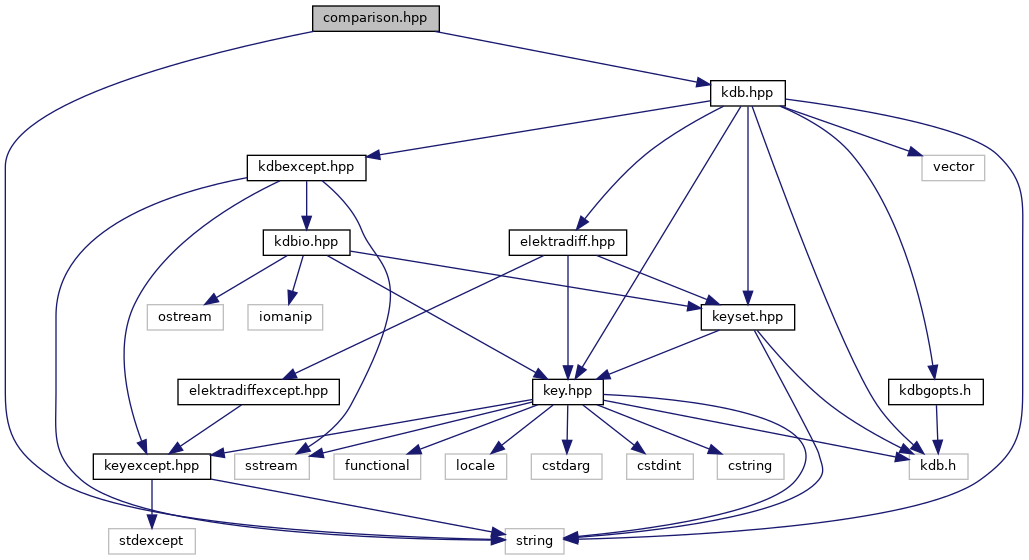 comparison.hpp
kdb.hpp
kdbexcept.hpp
vector
kdbio.hpp
elektradiff.hpp
ostream
iomanip
keyset.hpp
elektradiffexcept.hpp
key.hpp
kdbgopts.h
keyexcept.hpp
sstream
functional
locale
cstdarg
cstdint
cstring
kdb.h
stdexcept
string